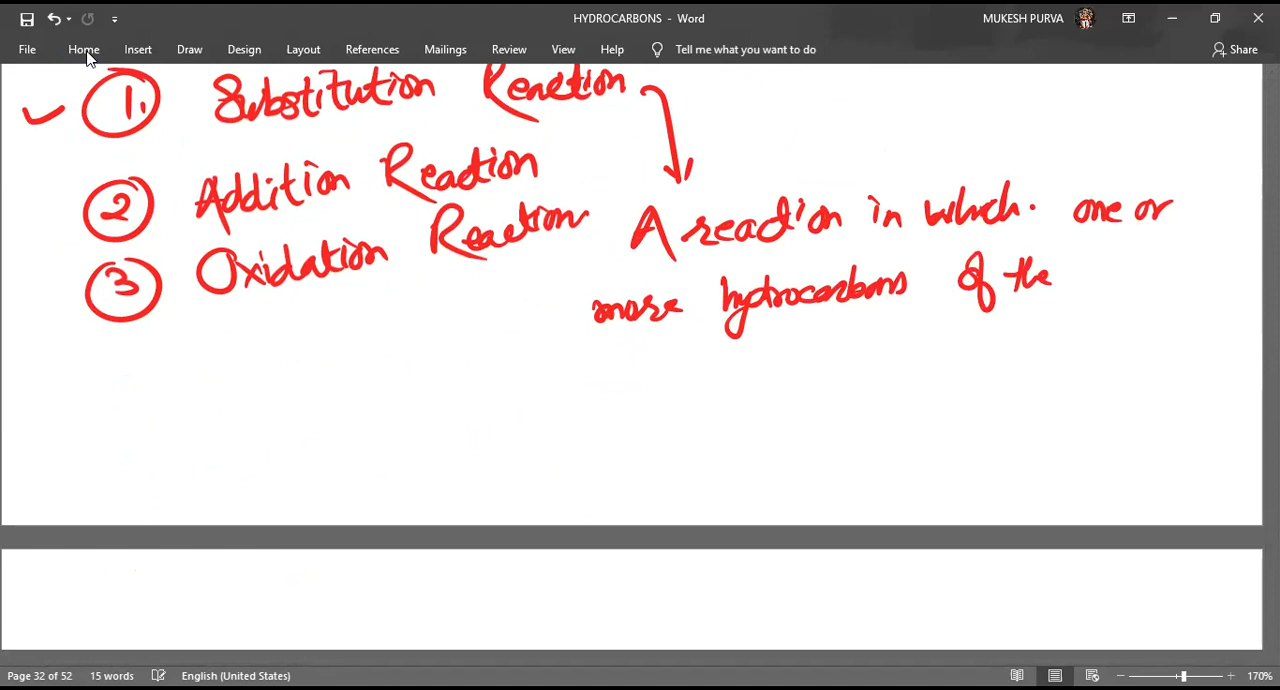 HYDROCARBONS - Word
MUKESH PURVA
File Home Insert Draw Design Layout References Mailings Review View Help Tell me what you want to do Share
1. Substitution Reaction
2 Addition Reaction
3 Oxidation Reaction
A reaction in which. one or
more hydrocarbons of the
Page 32 of 52 15 words English (United States) 170%